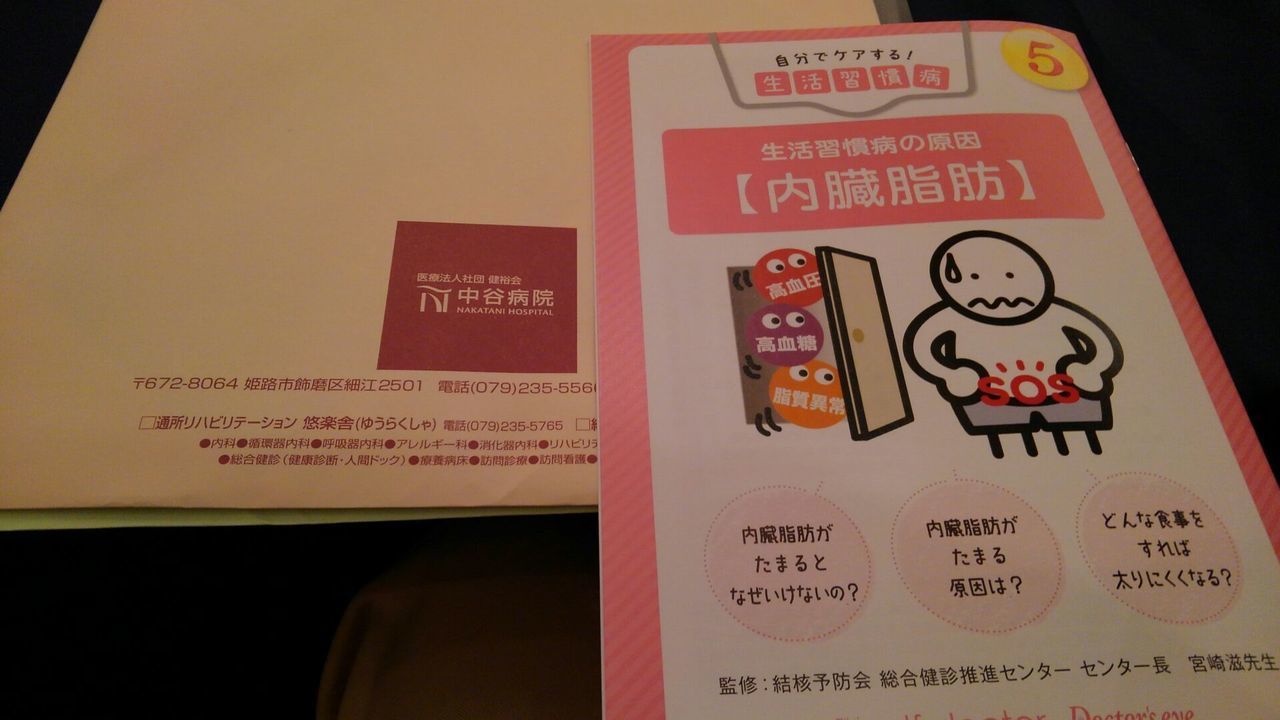 医療法人社団 健裕会
中谷病院
NAKATANI HOSPITAL
〒672-8064 姫路市飾磨区細江2501 電話(079)235-556
□通所リハビリテーション 悠楽舎(ゆうらくしゃ) 電話(079)235-5765 □
●内科●循環器内科●呼吸器内科●アレルギー科●消化器内科●リハビリテ
●総合健診(健康診断・人間ドック)●療養病床●訪問診療●訪問看護●
自分でケアする!
生活習慣病
5
生活習慣病の原因
【内臓脂肪】
高血圧
高血糖
脂質異常
SOS
内臓脂肪が
たまると
なぜいけないの?
内臓脂肪が
たまる
原因は?
どんな食事を
すれば
太りにくくなる?
監修:結核予防会 総合健診推進センター センター長 宮崎滋先生
Doctor's eye